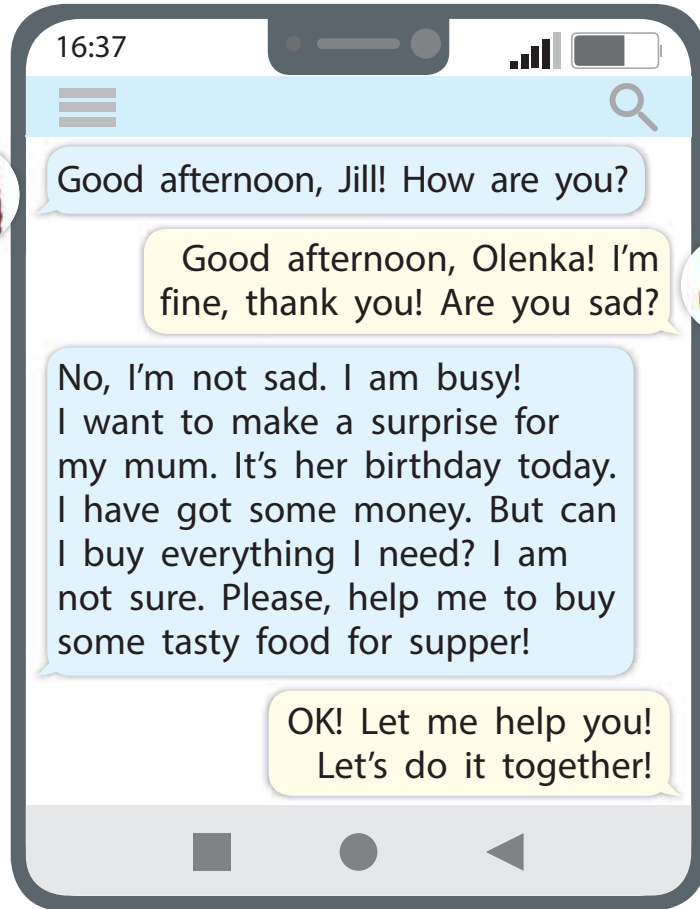 16:37
Good afternoon, Jill! How are you?
Good afternoon, Olenka! I'm
fine, thank you! Are you sad?
No, I'm not sad. I am busy!
I want to make a surprise for
my mum. It's her birthday today.
I have got some money. But can
I buy everything I need? I am
not sure. Please, help me to buy
some tasty food for supper!
OK! Let me help you!
Let's do it together!